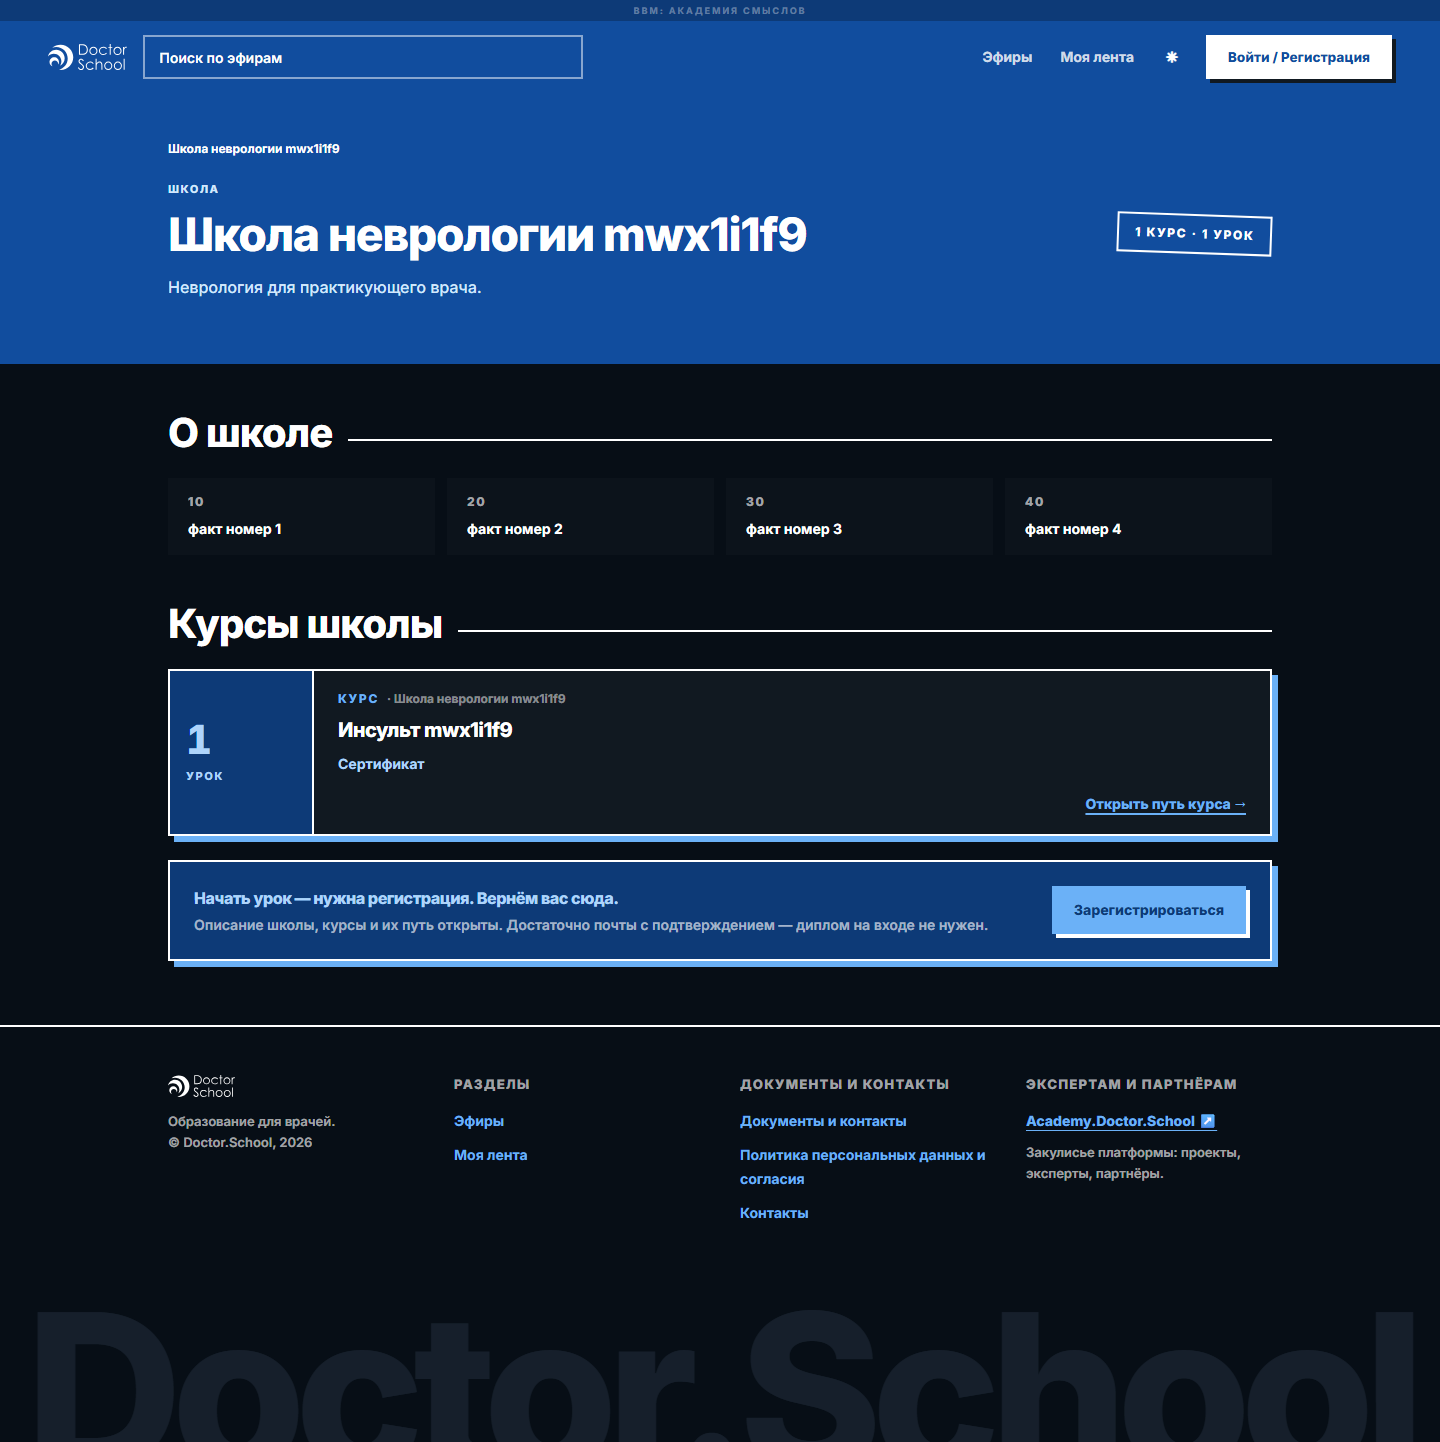 ВВМ: АКАДЕМИЯ СМЫСЛОВ
Doctor
School
Поиск по эфирам
Эфиры
Моя лента
Войти / Регистрация
Школа неврологии mwx1i1f9
ШКОЛА
Школа неврологии mwx1i1f9
1 КУРС · 1 УРОК
Неврология для практикующего врача.
О школе
10
факт номер 1
20
факт номер 2
30
факт номер 3
40
факт номер 4
Курсы школы
1
УРОК
КУРС · Школа неврологии mwx1i1f9
Инсульт mwx1i1f9
Сертификат
Открыть путь курса →
Начать урок — нужна регистрация. Вернём вас сюда.
Описание школы, курсы и их путь открыты. Достаточно почты с подтверждением — диплом на входе не нужен.
Зарегистрироваться
Doctor
School
Образование для врачей.
© Doctor.School, 2026
РАЗДЕЛЫ
Эфиры
Моя лента
ДОКУМЕНТЫ И КОНТАКТЫ
Документы и контакты
Политика персональных данных и
согласия
Контакты
ЭКСПЕРТАМ И ПАРТНЁРАМ
Academy.Doctor.School ↗
Закулисье платформы: проекты,
эксперты, партнёры.
Doctor.School